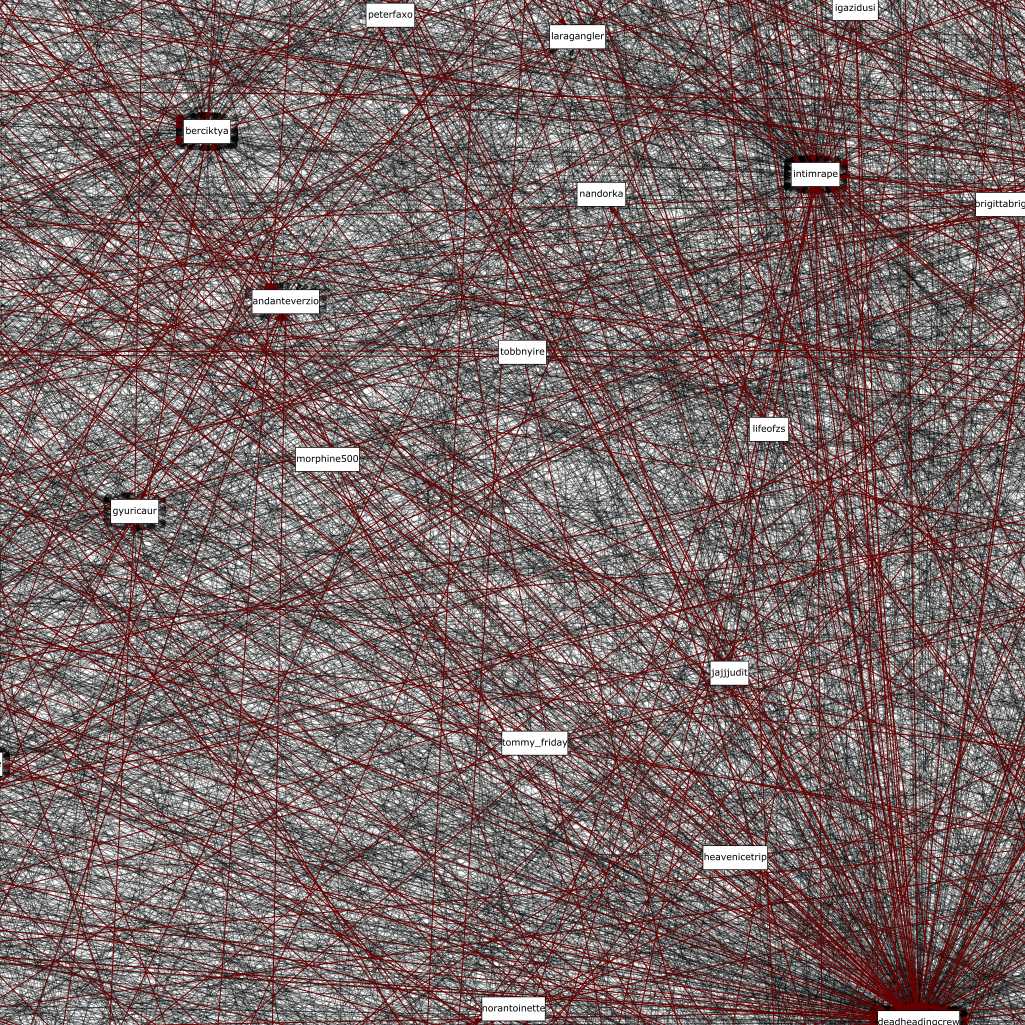 igazidusi
peterfaxo
laragangler
berciktya
intimrape
nandorka
brigittabrig
andanteverzio
tobbnyire
lifeofzs
morphine500
gyuricaur
jajjjudit
tommy_friday
heavenicetrip
norantoinette
deadheadingcrew